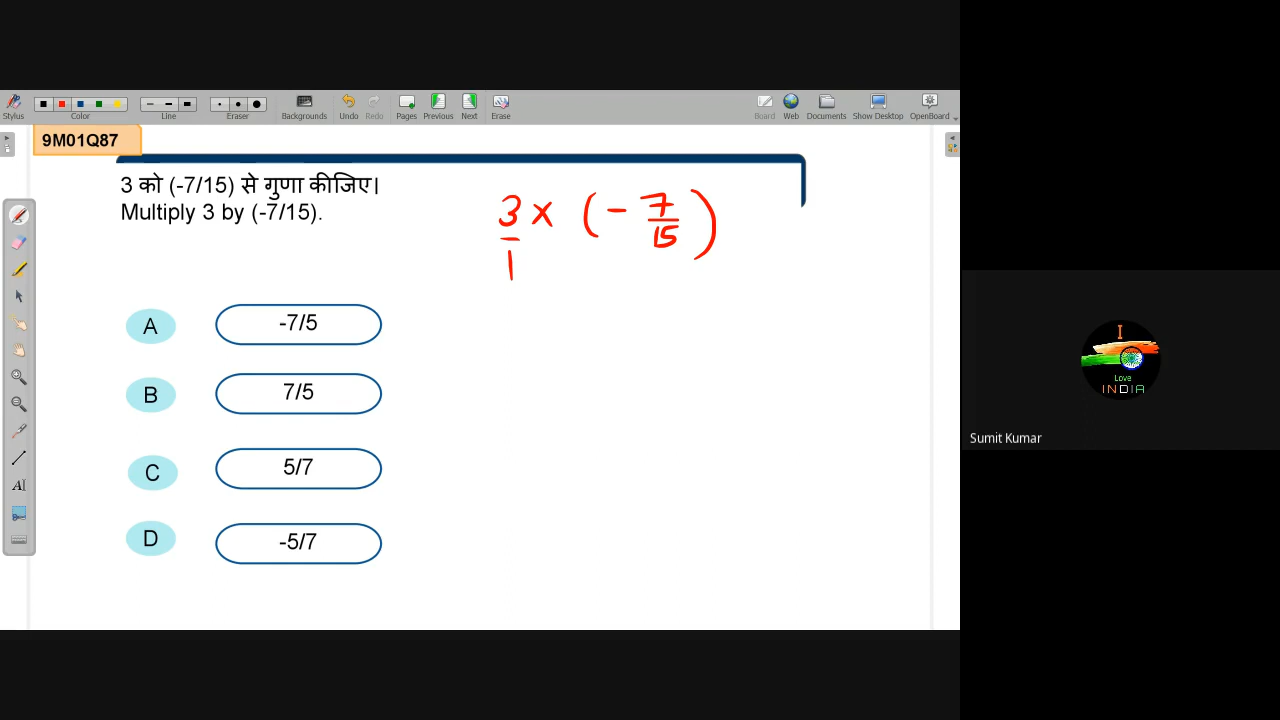 Stylus
Color
Line
Eraser
Backgrounds
Undo
Redo
Pages
Previous
Next
Erase
Board
Web
Documents
Show Desktop
OpenBoard
9M01Q87
3 को (-7/15) से गुणा कीजिए।
Multiply 3 by (-7/15).
3/1 × (- 7/15)
A -7/5
B 7/5
C 5/7
D -5/7
AI
I
Love
INDIA
Sumit Kumar